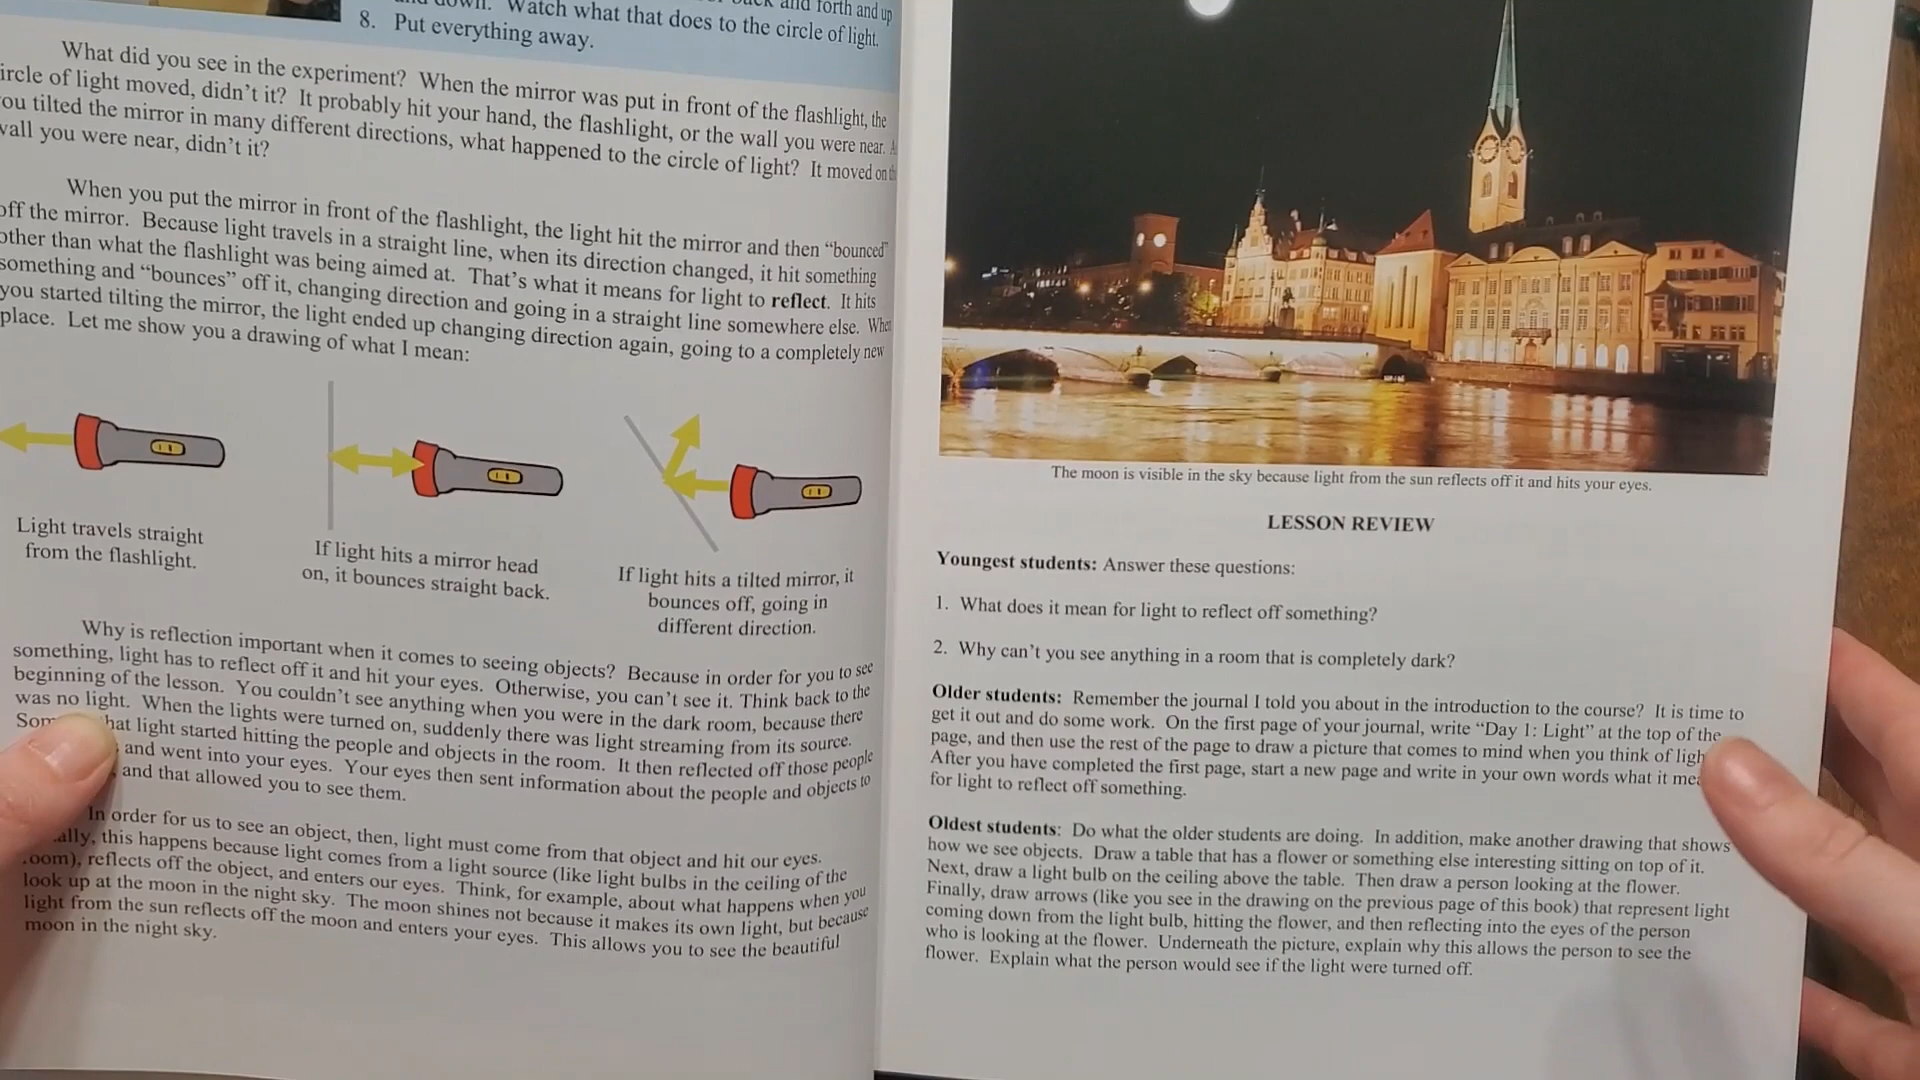 down. Watch what that does to the circle of light.
back and forth and up
8. Put everything away.
What did you see in the experiment? When the mirror was put in front of the flashlight, the
ircle of light moved, didn't it? It probably hit your hand, the flashlight, or the wall you were near. A
ou tilted the mirror in many different directions, what happened to the circle of light? It moved on th
vall you were near, didn't it?
When you put the mirror in front of the flashlight, the light hit the mirror and then "bounced"
off the mirror. Because light travels in a straight line, when its direction changed, it hit something
other than what the flashlight was being aimed at. That's what it means for light to reflect. It hits
something and "bounces" off it, changing direction and going in a straight line somewhere else. When
you started tilting the mirror, the light ended up changing direction again, going to a completely new
place. Let me show you a drawing of what I mean:
Light travels straight
from the flashlight.
If light hits a mirror head
on, it bounces straight back.
If light hits a tilted mirror, it
bounces off, going in
different direction.
Why is reflection important when it comes to seeing objects? Because in order for you to see
something, light has to reflect off it and hit your eyes. Otherwise, you can't see it. Think back to the
beginning of the lesson. You couldn't see anything when you were in the dark room, because there
was no light. When the lights were turned on, suddenly there was light streaming from its source.
Som hat light started hitting the people and objects in the room. It then reflected off those people
and went into your eyes. Your eyes then sent information about the people and objects to
, and that allowed you to see them.
In order for us to see an object, then, light must come from that object and hit our eyes.
ally, this happens because light comes from a light source (like light bulbs in the ceiling of the
room), reflects off the object, and enters our eyes. Think, for example, about what happens when you
look up at the moon in the night sky. The moon shines not because it makes its own light, but because
light from the sun reflects off the moon and enters your eyes. This allows you to see the beautiful
moon in the night sky.
The moon is visible in the sky because light from the sun reflects off it and hits your eyes.
LESSON REVIEW
Youngest students: Answer these questions:
1. What does it mean for light to reflect off something?
2. Why can't you see anything in a room that is completely dark?
Older students: Remember the journal I told you about in the introduction to the course? It is time to
get it out and do some work. On the first page of your journal, write "Day 1: Light" at the top of the
page, and then use the rest of the page to draw a picture that comes to mind when you think of ligh
After you have completed the first page, start a new page and write in your own words what it mea
for light to reflect off something.
Oldest students: Do what the older students are doing. In addition, make another drawing that shows
how we see objects. Draw a table that has a flower or something else interesting sitting on top of it.
Next, draw a light bulb on the ceiling above the table. Then draw a person looking at the flower.
Finally, draw arrows (like you see in the drawing on the previous page of this book) that represent light
coming down from the light bulb, hitting the flower, and then reflecting into the eyes of the person
who is looking at the flower. Underneath the picture, explain why this allows the person to see the
flower. Explain what the person would see if the light were turned off.